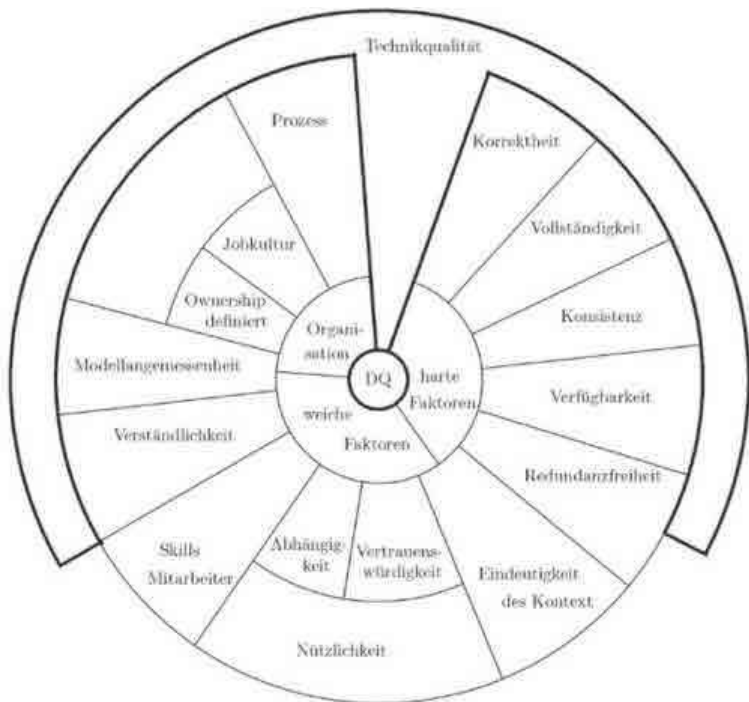 Technikqualität
Prozess
Korrektheit
Vollständigkeit
Jobkultur
Ownership
definiert
Konsistenz
Organi-
sation
Modellangemessenheit
DQ
harte
Faktoren
Verfügbarkeit
weiche
Faktoren
Verständlichkeit
Redundanzfreiheit
Skills
Mitarbeiter
Abhängig-
keit
Vertrauens-
würdigkeit
Eindeutigkeit
des Kontext
Nützlichkeit